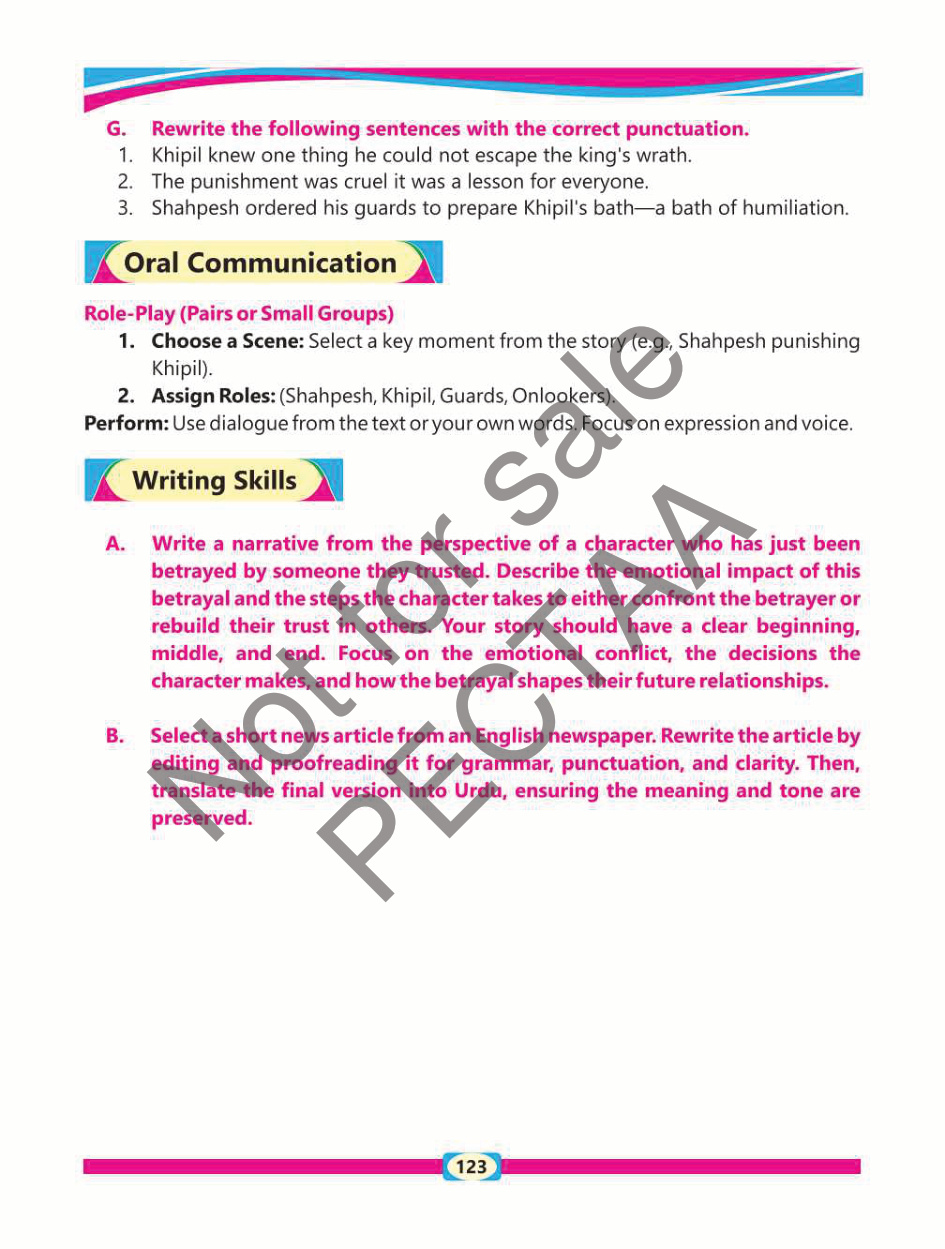 G. Rewrite the following sentences with the correct punctuation.
1. Khipil knew one thing he could not escape the king's wrath.
2. The punishment was cruel it was a lesson for everyone.
3. Shahpesh ordered his guards to prepare Khipil's bath—a bath of humiliation.
Oral Communication
Role-Play (Pairs or Small Groups)
1. Choose a Scene: Select a key moment from the story (e.g., Shahpesh punishing
Khipil).
2. Assign Roles: (Shahpesh, Khipil, Guards, Onlookers).
Perform: Use dialogue from the text or your own words. Focus on expression and voice.
Writing Skills
A. Write a narrative from the perspective of a character who has just been
betrayed by someone they trusted. Describe the emotional impact of this
betrayal and the steps the character takes to either confront the betrayer or
rebuild their trust in others. Your story should have a clear beginning,
middle, and end. Focus on the emotional conflict, the decisions the
character makes, and how the betrayal shapes their future relationships.
B. Select a short news article from an English newspaper. Rewrite the article by
editing and proofreading it for grammar, punctuation, and clarity. Then,
translate the final version into Urdu, ensuring the meaning and tone are
preserved.
Not for sale
PECTAA
123